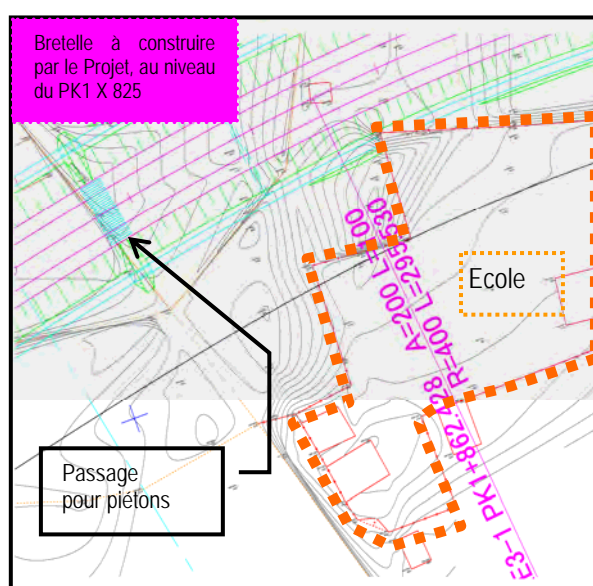 Bretelle à construire
par le Projet, au niveau
du PK1 X 825
Ecole
A=200 L=100
R=400 L=295.530
E3-1 PK1+862.428
Passage
pour piétons